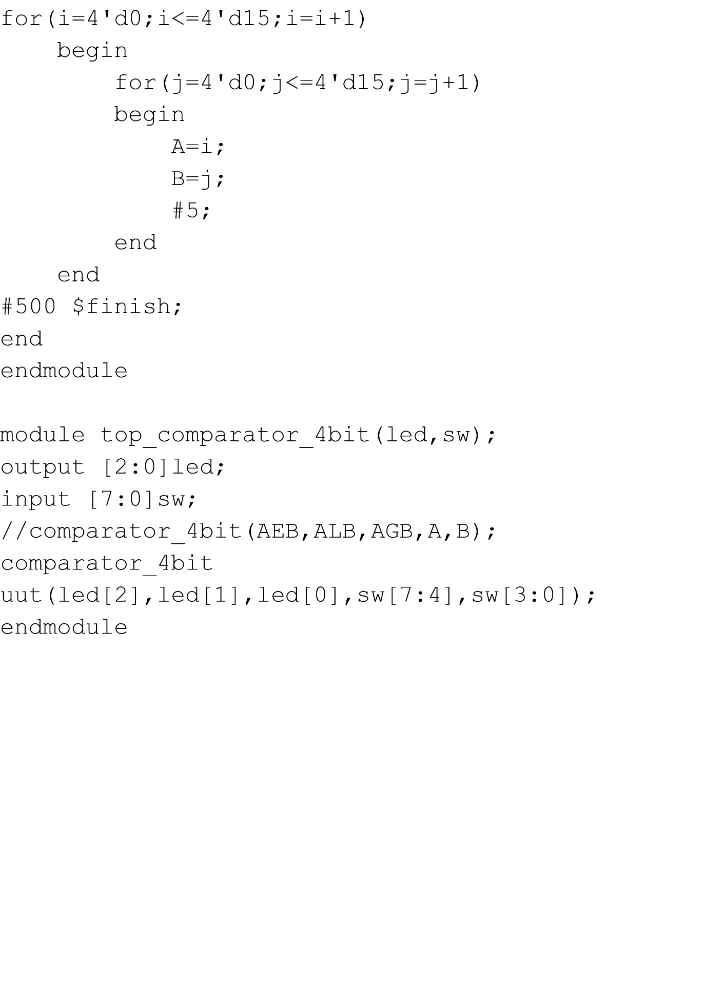 for(i=4'd0;i<=4'd15;i=i+1)
    begin
        for(j=4'd0;j<=4'd15;j=j+1)
        begin
            A=i;
            B=j;
            #5;
        end
    end
#500 $finish;
end
endmodule

module top_comparator_4bit(led,sw);
output [2:0]led;
input [7:0]sw;
//comparator_4bit(AEB,ALB,AGB,A,B);
comparator_4bit
uut(led[2],led[1],led[0],sw[7:4],sw[3:0]);
endmodule